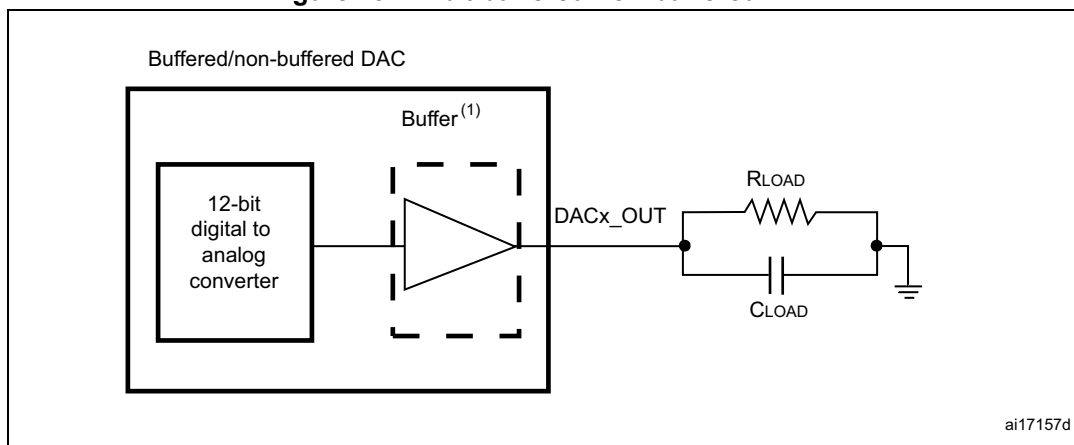 Buffered/non-buffered DAC
Buffer(1)
12-bit
digital to
analog
converter
DACx_OUT
RLOAD
CLOAD
ai17157d